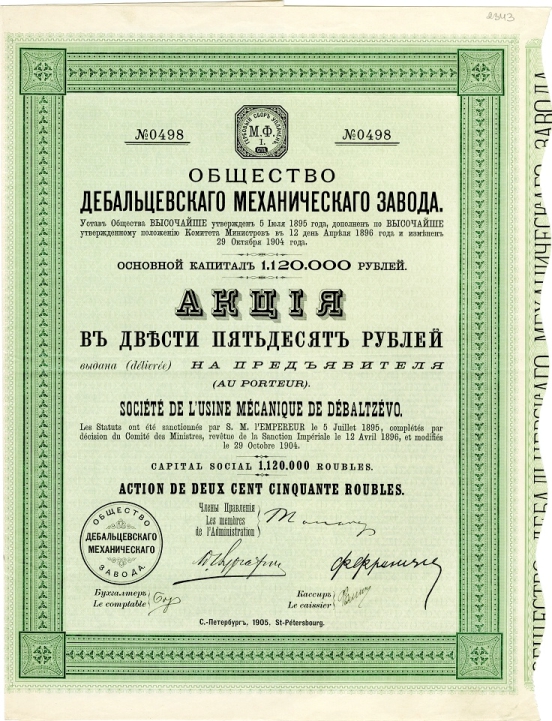 2343
№0498 №0498
ГЕРБОВЫЙ СБОРЪ УПЛАЧЕНЪ.
М.Ф.
I.
СПБ
ОБЩЕСТВО
ДЕБАЛЬЦЕВСКАГО МЕХАНИЧЕСКАГО ЗАВОДА.
Уставъ Общества ВЫСОЧАЙШЕ утвержденъ 5 Іюля 1895 года, дополненъ по ВЫСОЧАЙШЕ
утвержденному положенію Комитета Министровъ въ 12 день Апрѣля 1896 года и измѣненъ
29 Октября 1904 года.
ОСНОВНОЙ КАПИТАЛЪ 1.120.000 РУБЛЕЙ.
АКЦІЯ
ВЪ ДВѢСТИ ПЯТЬДЕСЯТЪ РУБЛЕЙ
выдана (délivrée) НА ПРЕДЪЯВИТЕЛЯ
(AU PORTEUR).
SOCIÉTÉ DE L'USINE MÉCANIQUE DE DÉBALTZÉVO.
Les Statuts ont été sanctionnés par S. M. l'EMPEREUR le 5 Juillet 1895, complétés par
décision du Comité des Ministres, revêtue de la Sanction Impériale le 12 Avril 1896, et modifiés
le 29 Octobre 1904.
CAPITAL SOCIAL 1.120.000 ROUBLES.
ACTION DE DEUX CENT CINQUANTE ROUBLES.
Члены Правленія
Les membres
de l'Administration
ОБЩЕСТВО
ДЕБАЛЬЦЕВСКАГО
МЕХАНИЧЕСКАГО
ЗАВОДА.
Бухгалтеръ
Le comptable
Кассиръ
Le caissier
С.-Петербургъ, 1905. St-Pétersbourg.
ОБЩЕСТВО ДЕБАЛЬЦЕВСКАГО МЕХАНИЧЕСКАГО ЗАВОДА